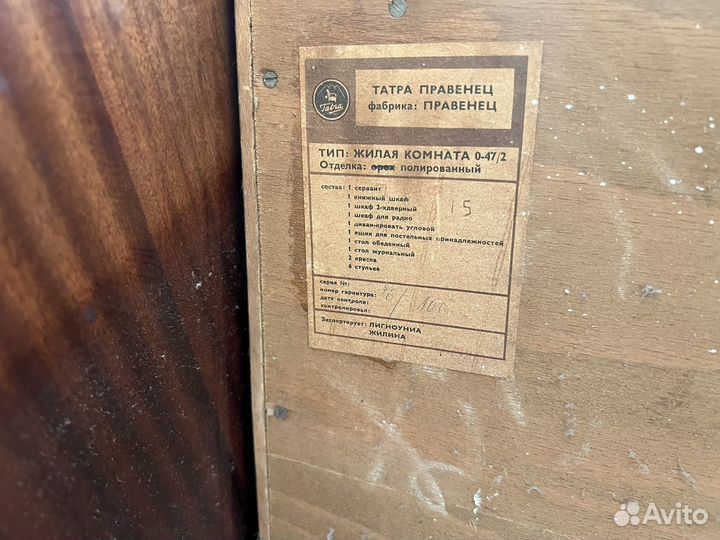 Tatra
ТАТРА ПРАВЕНЕЦ
фабрика: ПРАВЕНЕЦ
ТИП: ЖИЛАЯ КОМНАТА 0-47/2
Отделка: орех полированный
состав: 1 сервант
1 книжный шкаф
1 шкаф 2-хдверный
1 шкаф для радио
1 диван-кровать угловой
1 ящик для постельных принадлежностей
1 стол обеденный
1 стол журнальный
2 кресла
6 стульев
15
серия №:
номер гарнитура:
дата контроля:
контролировал:
Экспортирует: ЛИГНОУНИА
ЖИЛИНА
Avito